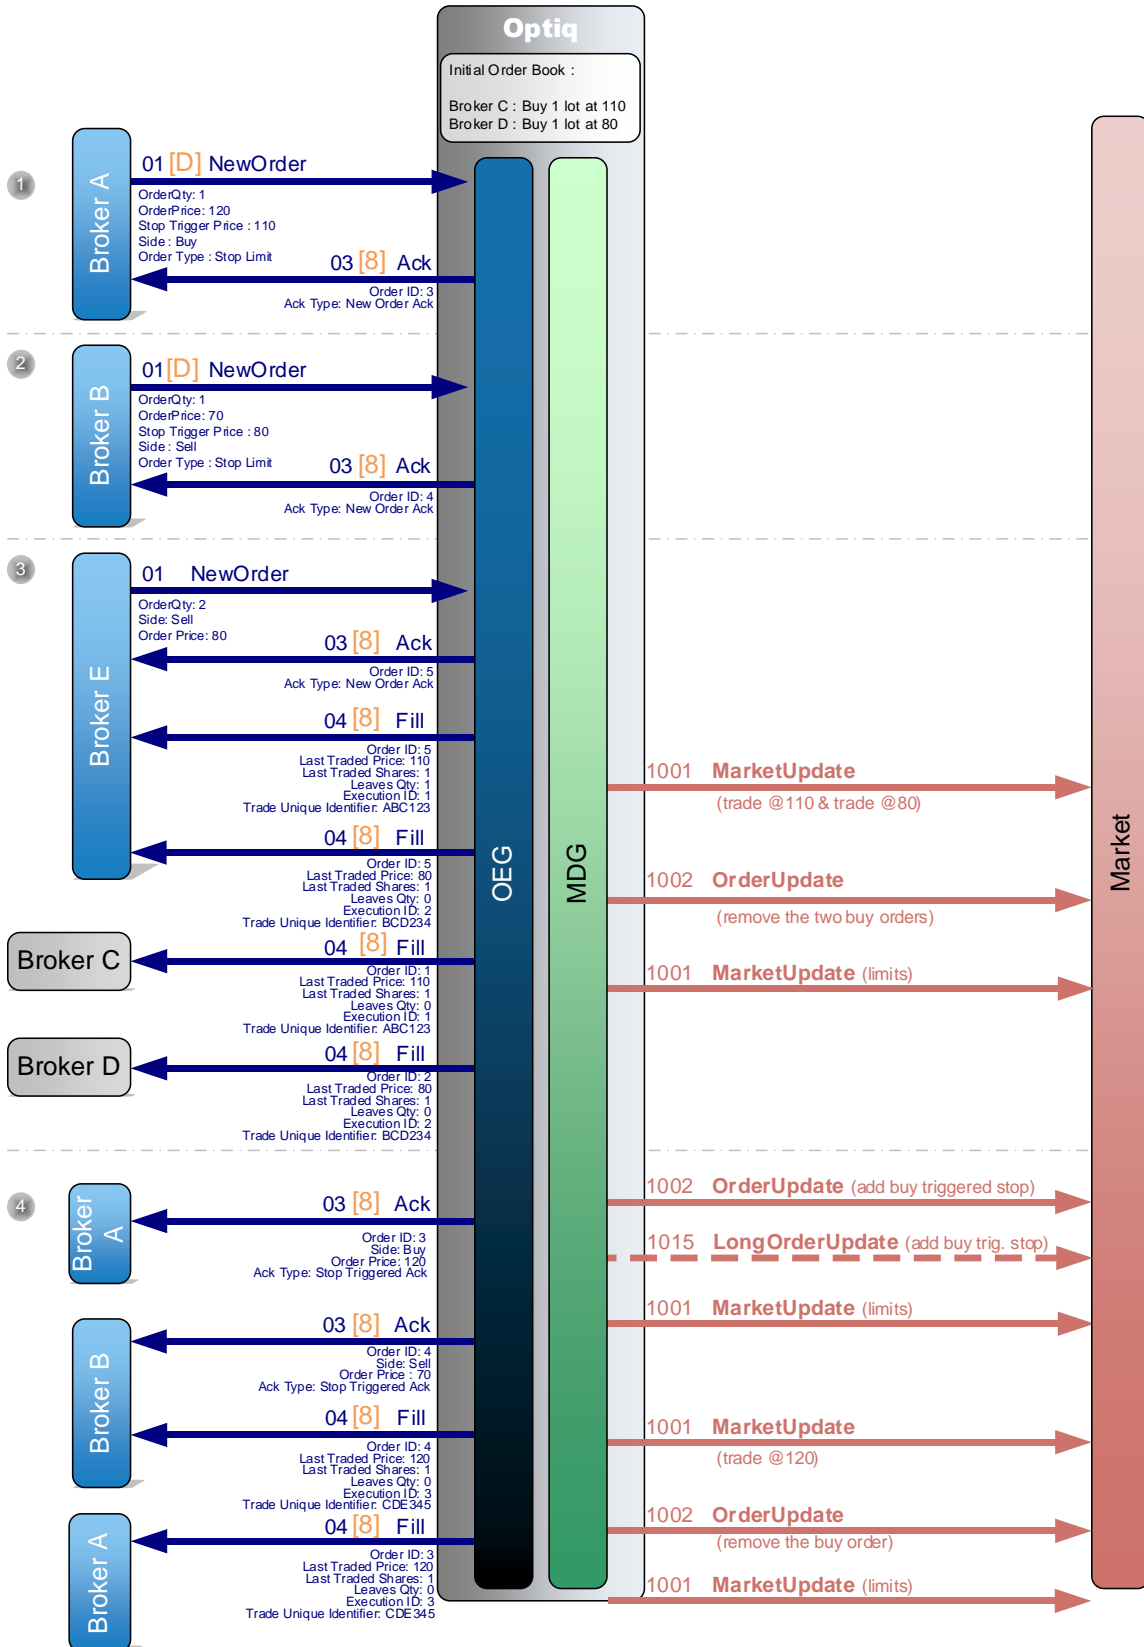 Optiq
Initial Order Book :
Broker C : Buy 1 lot at 110
Broker D : Buy 1 lot at 80
1
Broker A
01 [D] NewOrder
OrderQty: 1
OrderPrice: 120
Stop Trigger Price : 110
Side : Buy
Order Type : Stop Limit
03 [8] Ack
Order ID: 3
Ack Type: New Order Ack
2
Broker B
01 [D] NewOrder
OrderQty: 1
OrderPrice: 70
Stop Trigger Price : 80
Side : Sell
Order Type : Stop Limit
03 [8] Ack
Order ID: 4
Ack Type: New Order Ack
3
Broker E
01 NewOrder
OrderQty: 2
Side: Sell
Order Price: 80
03 [8] Ack
Order ID: 5
Ack Type: New Order Ack
04 [8] Fill
Order ID: 5
Last Traded Price: 110
Last Traded Shares: 1
Leaves Qty: 1
Execution ID: 1
Trade Unique Identifier: ABC123
04 [8] Fill
Order ID: 5
Last Traded Price: 80
Last Traded Shares: 1
Leaves Qty: 0
Execution ID: 2
Trade Unique Identifier: BCD234
Broker C
04 [8] Fill
Order ID: 1
Last Traded Price: 110
Last Traded Shares: 1
Leaves Qty: 0
Execution ID: 1
Trade Unique Identifier: ABC123
Broker D
04 [8] Fill
Order ID: 2
Last Traded Price: 80
Last Traded Shares: 1
Leaves Qty: 0
Execution ID: 2
Trade Unique Identifier: BCD234
OEG
MDG
Market
1001 MarketUpdate
(trade @110 & trade @80)
1002 OrderUpdate
(remove the two buy orders)
1001 MarketUpdate (limits)
4
Broker A
03 [8] Ack
Order ID: 3
Side: Buy
Order Price: 120
Ack Type: Stop Triggered Ack
Broker B
03 [8] Ack
Order ID: 4
Side: Sell
Order Price : 70
Ack Type: Stop Triggered Ack
04 [8] Fill
Order ID: 4
Last Traded Price: 120
Last Traded Shares: 1
Leaves Qty: 0
Execution ID: 3
Trade Unique Identifier: CDE345
Broker A
04 [8] Fill
Order ID: 3
Last Traded Price: 120
Last Traded Shares: 1
Leaves Qty: 0
Execution ID: 3
Trade Unique Identifier: CDE345
1002 OrderUpdate (add buy triggered stop)
1015 LongOrderUpdate (add buy trig. stop)
1001 MarketUpdate (limits)
1001 MarketUpdate
(trade @120)
1002 OrderUpdate
(remove the buy order)
1001 MarketUpdate (limits)